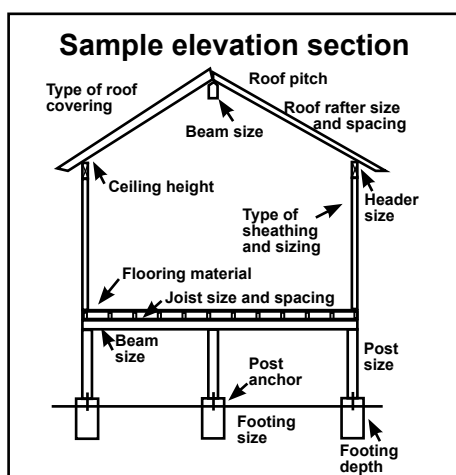 Sample elevation section
Roof pitch
Type of roof
covering
Roof rafter size
and spacing
Beam size
Ceiling height
Header
size
Type of
sheathing
and sizing
Flooring material
Joist size and spacing
Beam
size
Post
size
Post
anchor
Footing
size
Footing
depth